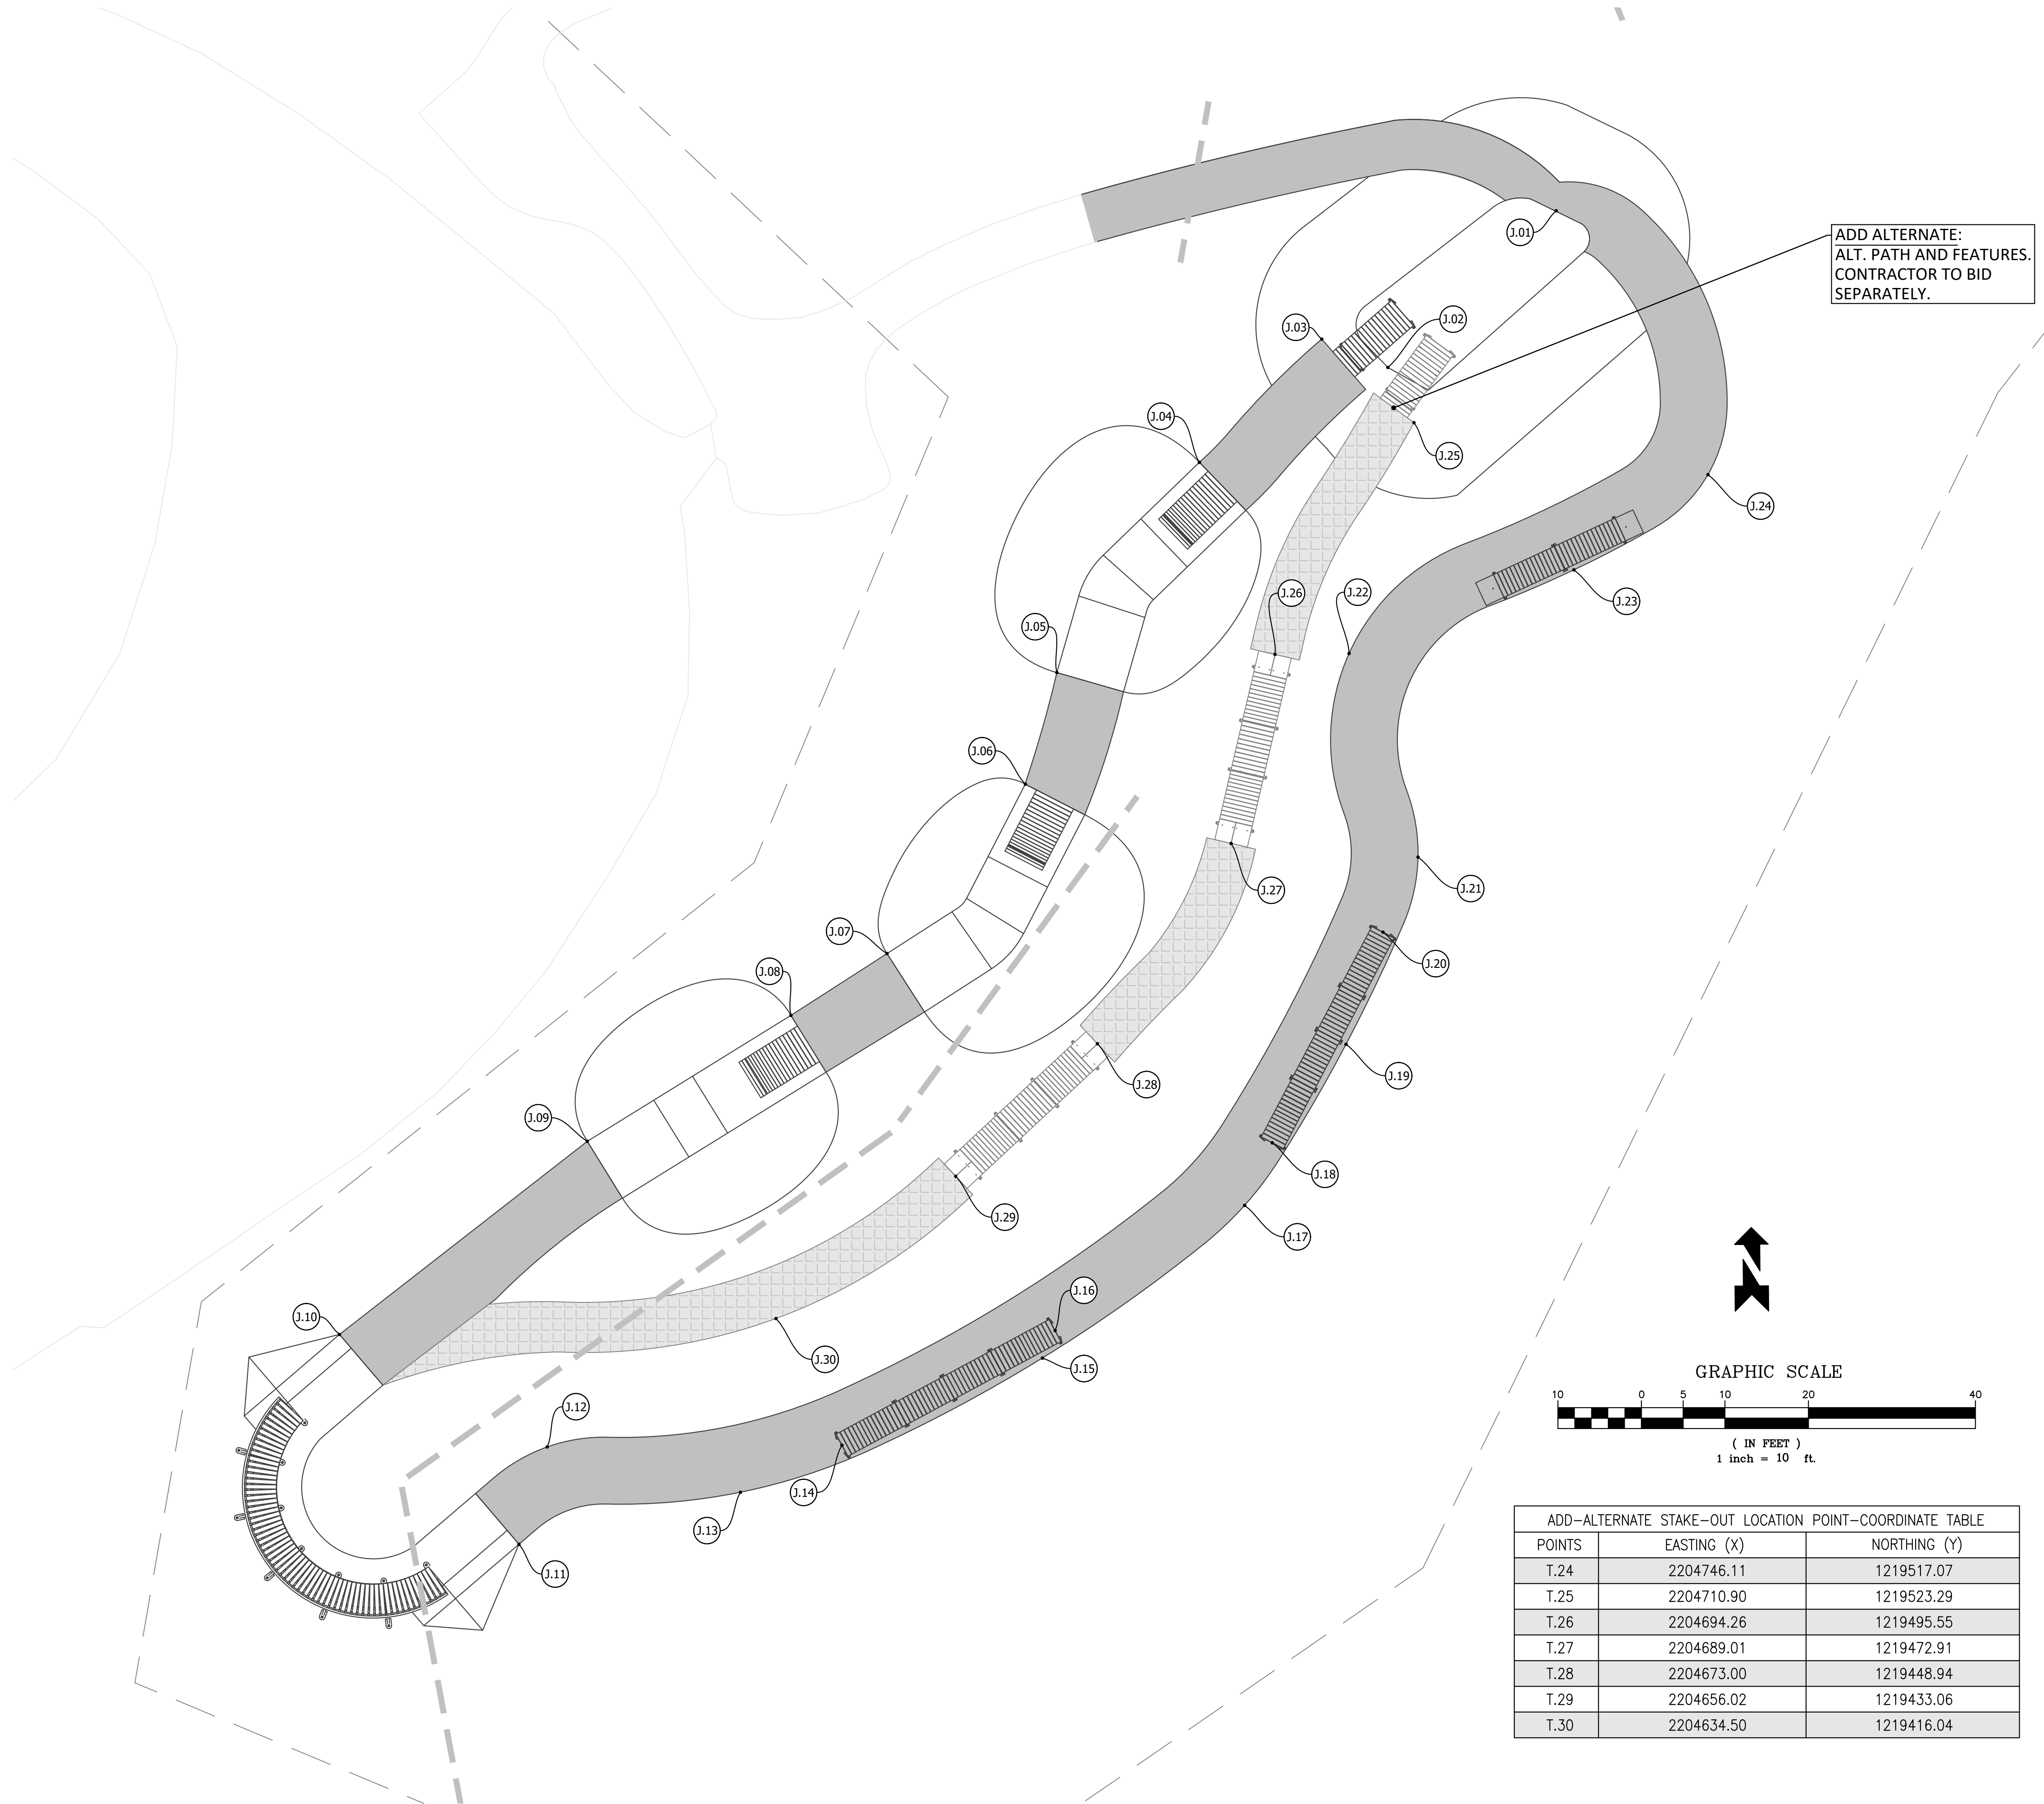 J.01
ADD ALTERNATE:
ALT. PATH AND FEATURES.
CONTRACTOR TO BID
SEPARATELY.
J.03
J.02
J.04
J.25
J.24
J.26
J.22
J.23
J.05
J.06
J.27
J.21
J.07
J.20
J.08
J.19
J.28
J.09
J.18
J.29
J.17
J.16
J.10
J.30
J.15
J.12
J.14
J.13
J.11
N
GRAPHIC SCALE
10 0 5 10 20 40
( IN FEET )
1 inch = 10 ft.
ADD-ALTERNATE STAKE-OUT LOCATION POINT-COORDINATE TABLE
POINTS EASTING (X) NORTHING (Y)
T.24 2204746.11 1219517.07
T.25 2204710.90 1219523.29
T.26 2204694.26 1219495.55
T.27 2204689.01 1219472.91
T.28 2204673.00 1219448.94
T.29 2204656.02 1219433.06
T.30 2204634.50 1219416.04